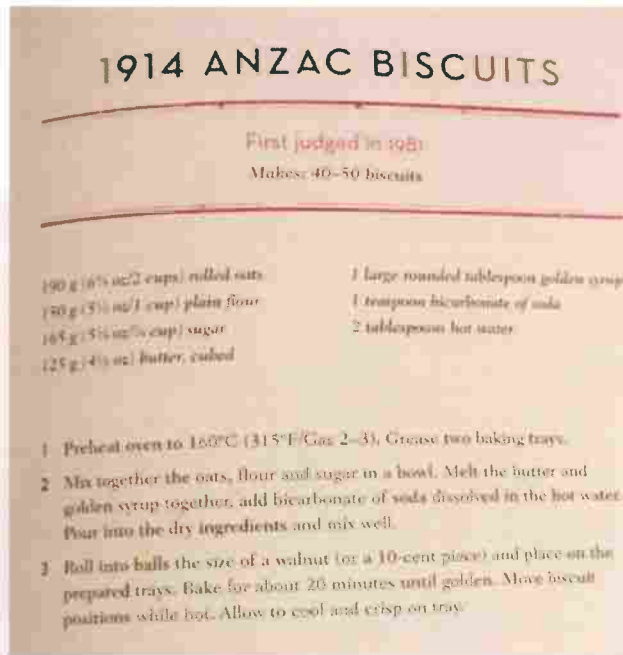 1914 ANZAC BISCUITS
First judged in 1981
Makes: 40–50 biscuits
190 g (6¾ oz/2 cups) rolled oats
150 g (5½ oz/1 cup) plain flour
165 g (5¾ oz/¾ cup) sugar
125 g (4½ oz) butter, cubed
1 large rounded tablespoon golden syrup
1 teaspoon bicarbonate of soda
2 tablespoons hot water
1 Preheat oven to 160°C (315°F/Gas 2–3). Grease two baking trays.
2 Mix together the oats, flour and sugar in a bowl. Melt the butter and
golden syrup together, add bicarbonate of soda dissolved in the hot water.
Pour into the dry ingredients and mix well.
3 Roll into balls the size of a walnut (or a 10-cent piece) and place on the
prepared trays. Bake for about 20 minutes until golden. Move biscuit
positions while hot. Allow to cool and crisp on tray.